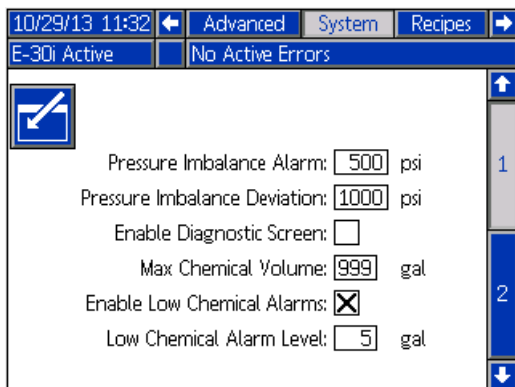 10/29/13 11:32 Advanced System Recipes
E-30i Active No Active Errors
Pressure Imbalance Alarm: 500 psi
1
Pressure Imbalance Deviation: 1000 psi
Enable Diagnostic Screen:
Max Chemical Volume: 999 gal
Enable Low Chemical Alarms:
2
Low Chemical Alarm Level: 5 gal